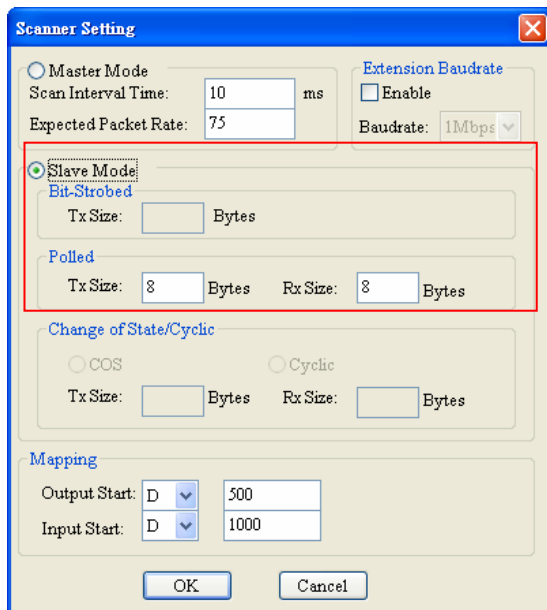 Scanner Setting
Master Mode
Scan Interval Time: 10 ms
Expected Packet Rate: 75
Extension Baudrate
Enable
Baudrate: 1Mbps
Slave Mode
Bit-Strobed
Tx Size: Bytes
Polled
Tx Size: 8 Bytes Rx Size: 8 Bytes
Change of State/Cyclic
COS Cyclic
Tx Size: Bytes Rx Size: Bytes
Mapping
Output Start: D 500
Input Start: D 1000
OK Cancel